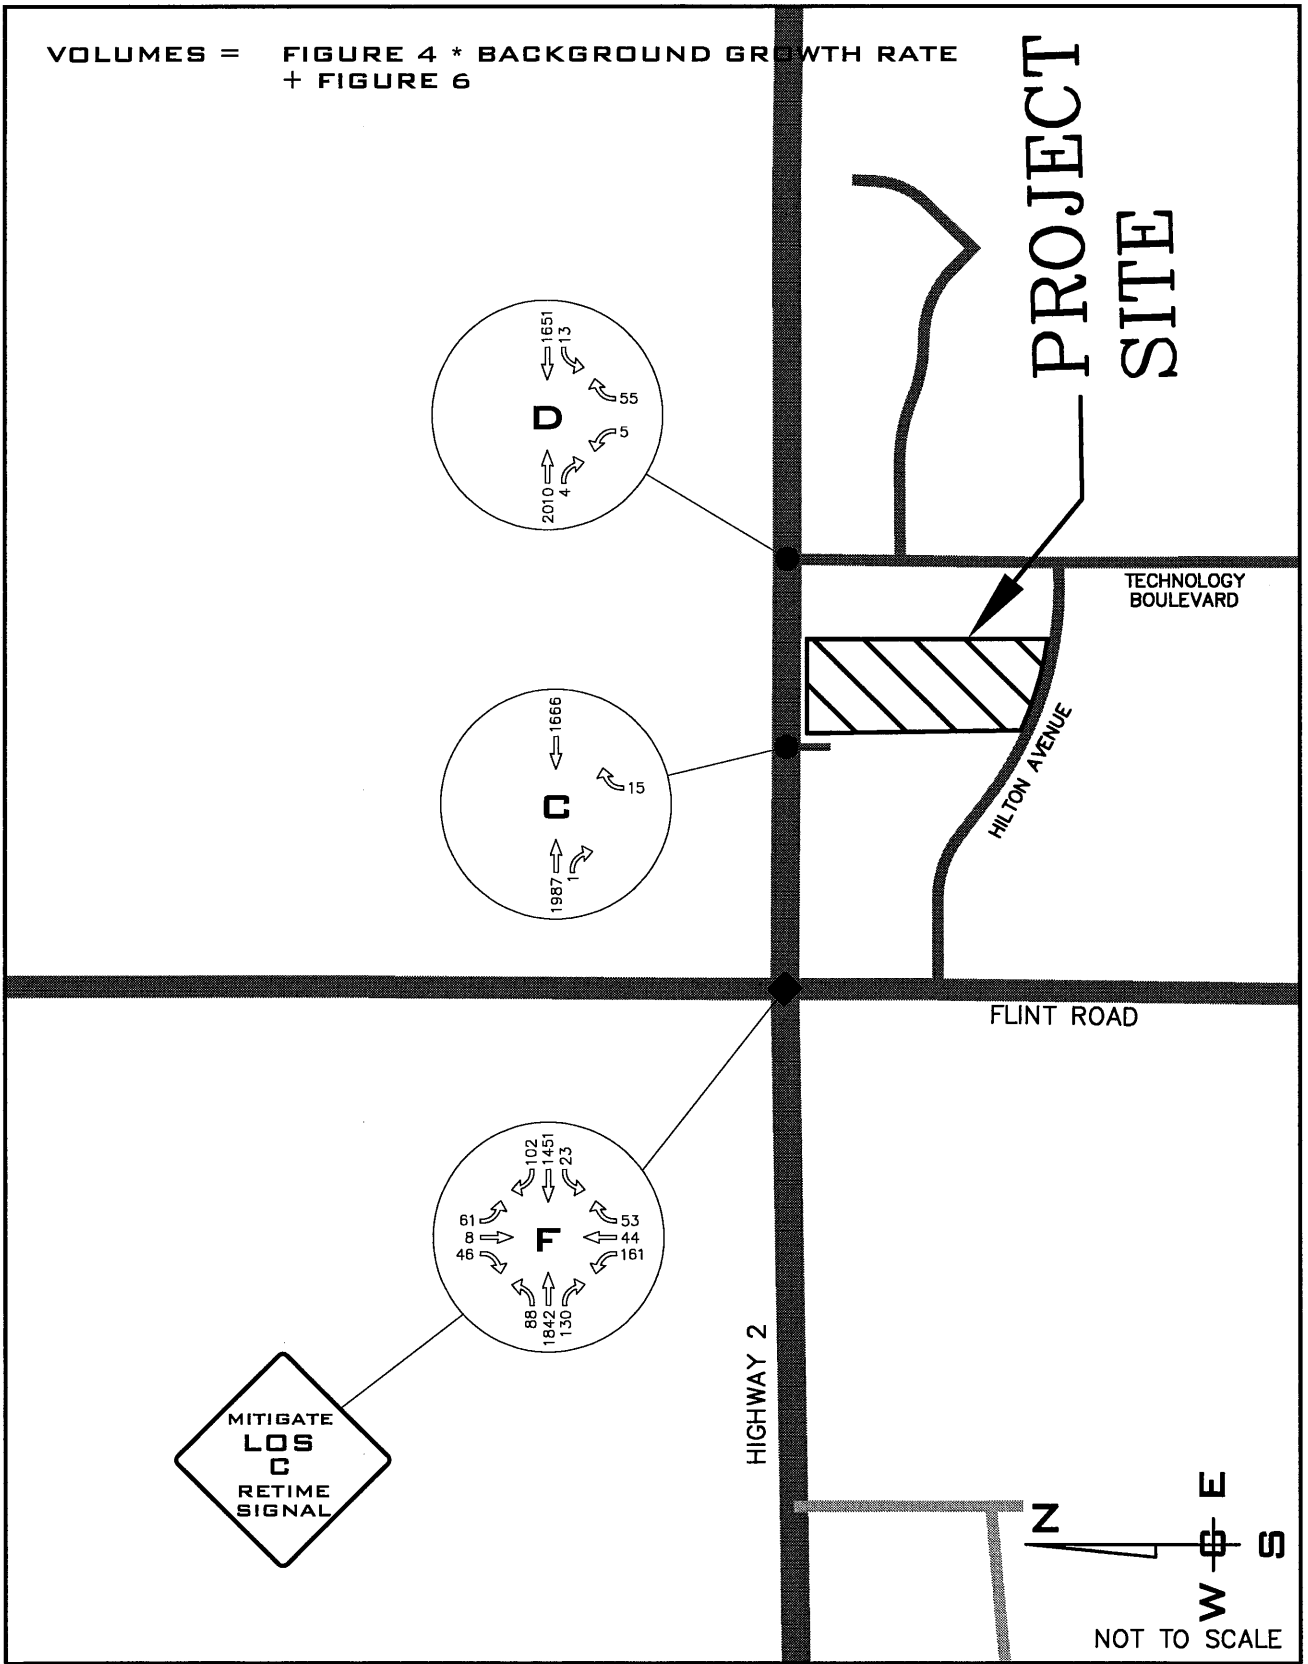 VOLUMES = FIGURE 4 * BACKGROUND GROWTH RATE
+ FIGURE 6
PROJECT
SITE
1651
13
55
D
5
2010
4
TECHNOLOGY
BOULEVARD
1666
15
C
1987
1
HILTON AVENUE
FLINT ROAD
102
1451
23
61
8
46
F
53
44
161
88
1842
130
HIGHWAY 2
MITIGATE
LOS
C
RETIME
SIGNAL
N
E
S
W
NOT TO SCALE